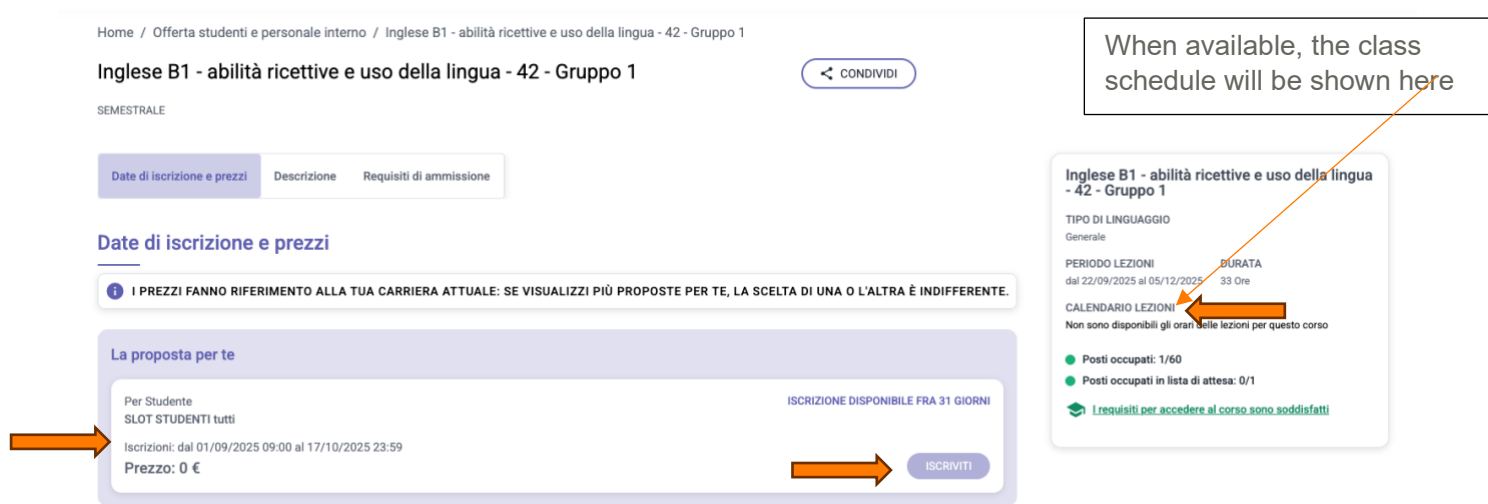 Home / Offerta studenti e personale interno / Inglese B1 - abilità ricettive e uso della lingua - 42 - Gruppo 1
Inglese B1 - abilità ricettive e uso della lingua - 42 - Gruppo 1
CONDIVIDI
SEMESTRALE
When available, the class
schedule will be shown here
Date di iscrizione e prezzi
Descrizione
Requisiti di ammissione
Date di iscrizione e prezzi
I PREZZI FANNO RIFERIMENTO ALLA TUA CARRIERA ATTUALE: SE VISUALIZZI PIÙ PROPOSTE PER TE, LA SCELTA DI UNA O L'ALTRA È INDIFFERENTE.
La proposta per te
Per Studente
SLOT STUDENTI tutti
ISCRIZIONE DISPONIBILE FRA 31 GIORNI
Iscrizioni: dal 01/09/2025 09:00 al 17/10/2025 23:59
Prezzo: 0 €
ISCRIVITI
Inglese B1 - abilità ricettive e uso della lingua
- 42 - Gruppo 1
TIPO DI LINGUAGGIO
Generale
PERIODO LEZIONI
DURATA
dal 22/09/2025 al 05/12/2025
33 Ore
CALENDARIO LEZIONI
Non sono disponibili gli orari delle lezioni per questo corso
Posti occupati: 1/60
Posti occupati in lista di attesa: 0/1
I requisiti per accedere al corso sono soddisfatti